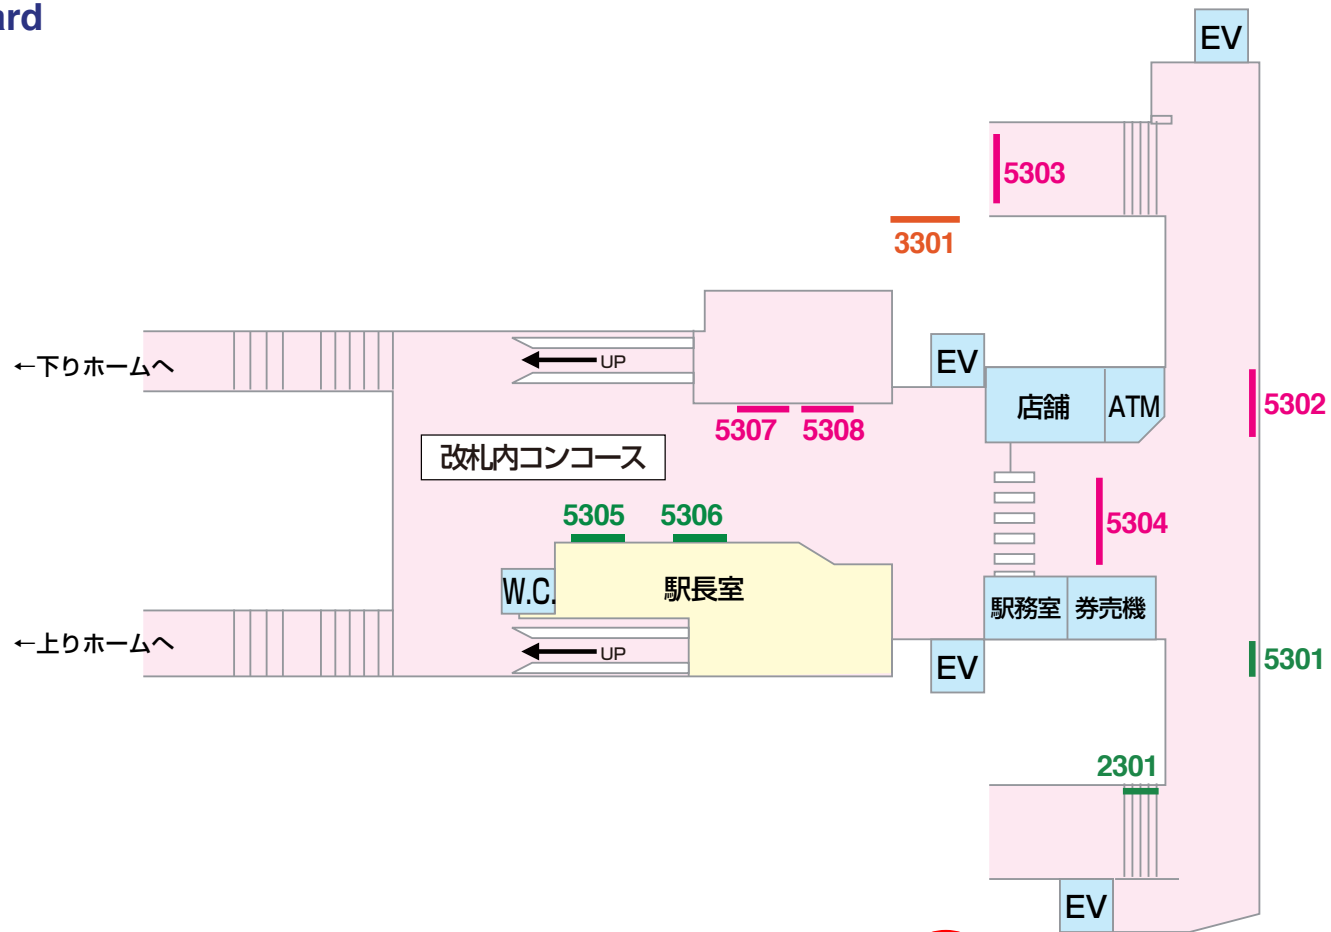 ard
EV
5303
3301
←下りホームへ
UP
EV
店舗
ATM
5302
5307
5308
改札内コンコース
5305
5306
5304
W.C.
駅長室
駅務室
券売機
←上りホームへ
UP
EV
5301
2301
EV